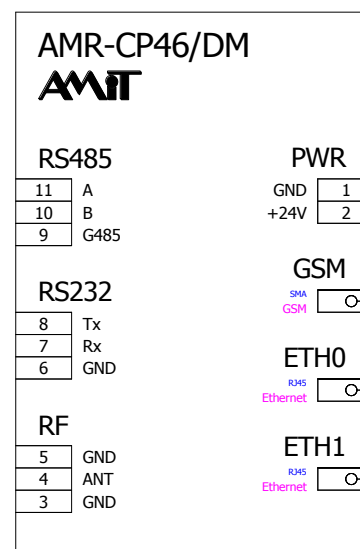 AMR-CP46/DM
AMiT
RS485
11 A
10 B
9 G485
RS232
8 Tx
7 Rx
6 GND
RF
5 GND
4 ANT
3 GND
PWR
GND 1
+24V 2
GSM
SMA
GSM
ETH0
RJ45
Ethernet
ETH1
RJ45
Ethernet